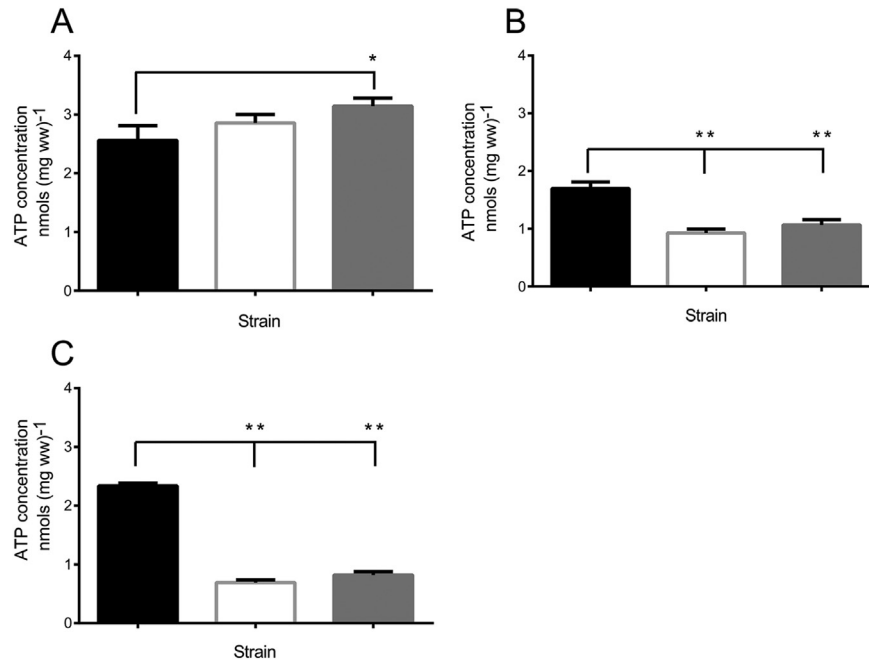 A
4
3
2
1
0
ATP concentration
nmols (mg ww)-1
*
Strain
B
4
3
2
1
0
ATP concentration
nmols (mg ww)-1
** **
Strain
C
4
3
2
1
0
ATP concentration
nmols (mg ww)-1
** **
Strain